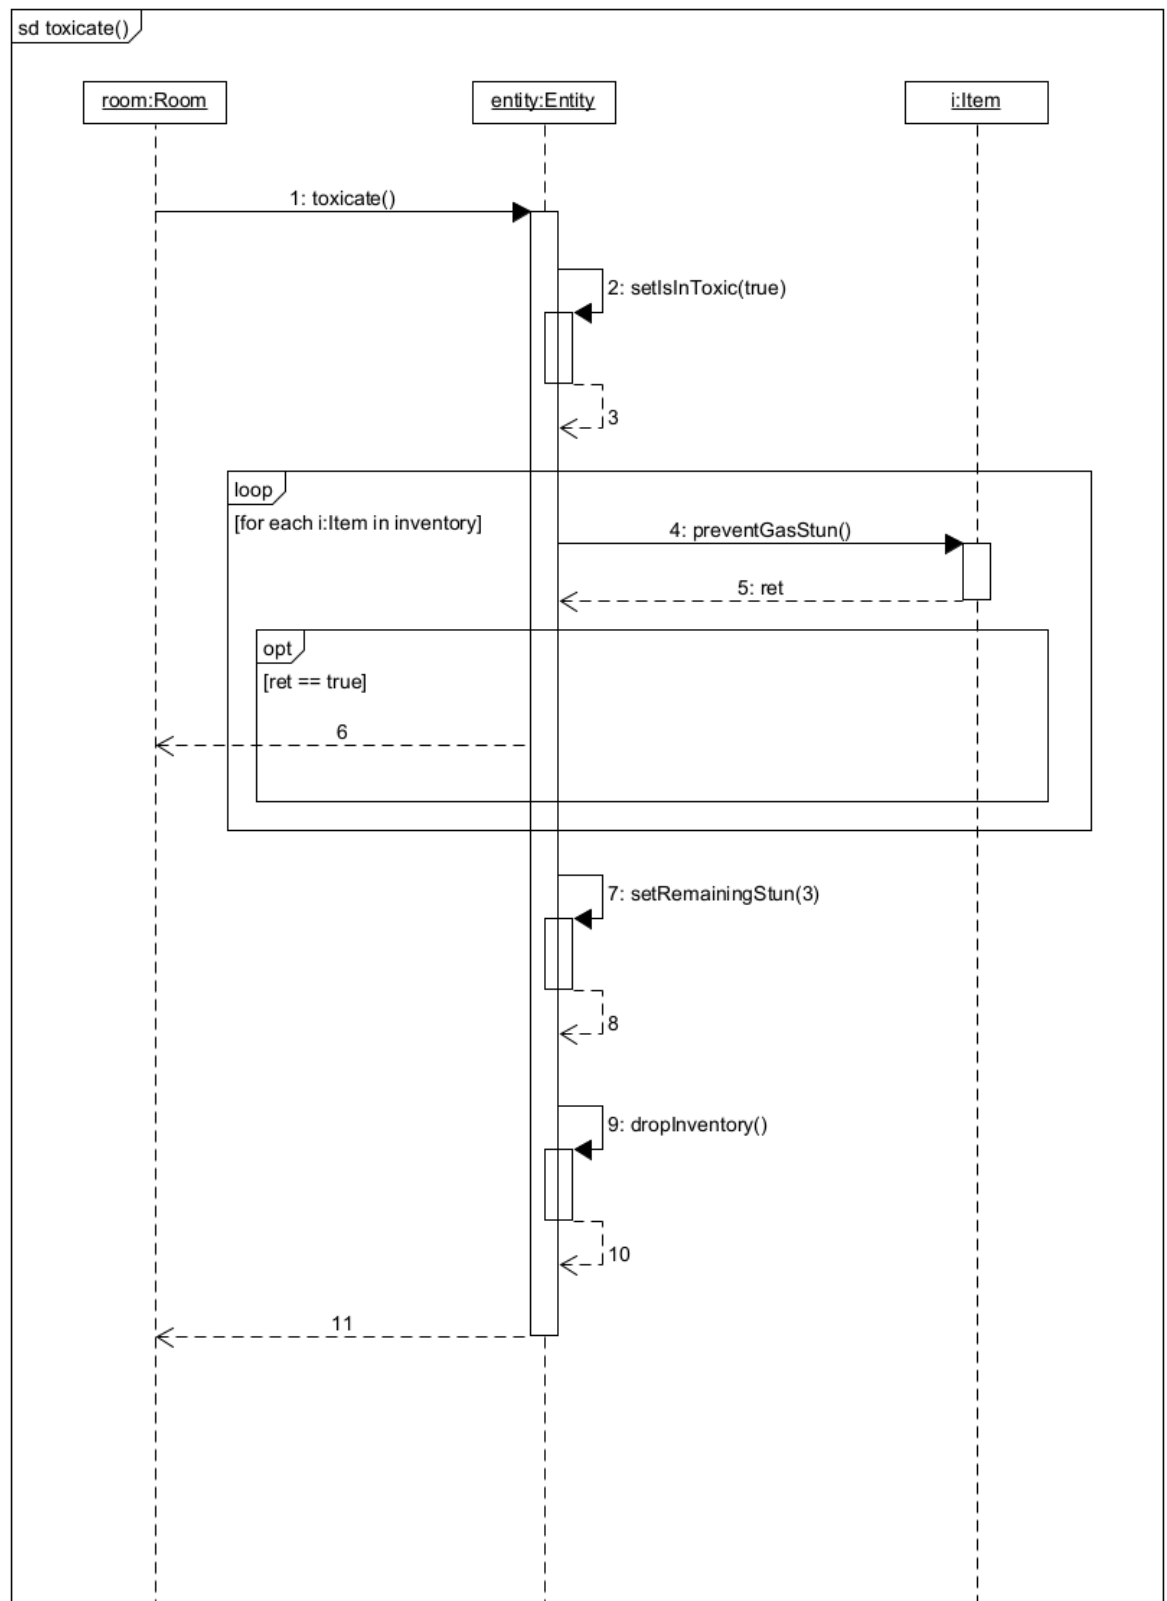 sd toxicate()
room:Room
entity:Entity
i:Item
1: toxicate()
2: setIsInToxic(true)
3
loop
[for each i:Item in inventory]
4: preventGasStun()
5: ret
opt
[ret == true]
6
7: setRemainingStun(3)
8
9: dropInventory()
10
11